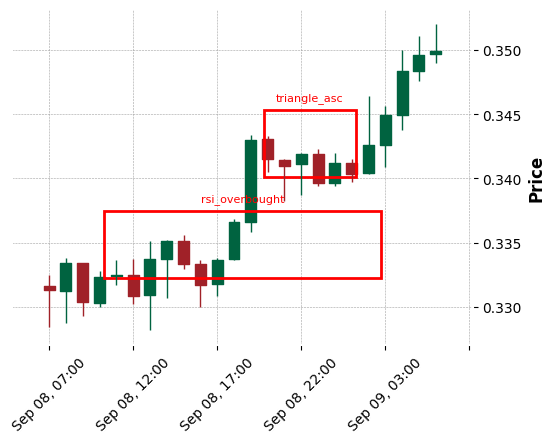 triangle_asc
rsi_overbought
0.350
0.345
0.340
0.335
0.330
Price
Sep 08, 07:00
Sep 08, 12:00
Sep 08, 17:00
Sep 08, 22:00
Sep 09, 03:00